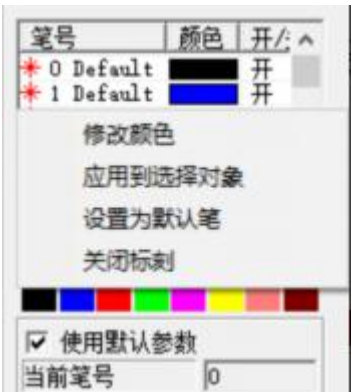 笔号 颜色 开/
0 Default 开
1 Default 开
修改颜色
应用到选择对象
设置为默认笔
关闭标刻
使用默认参数
当前笔号 0